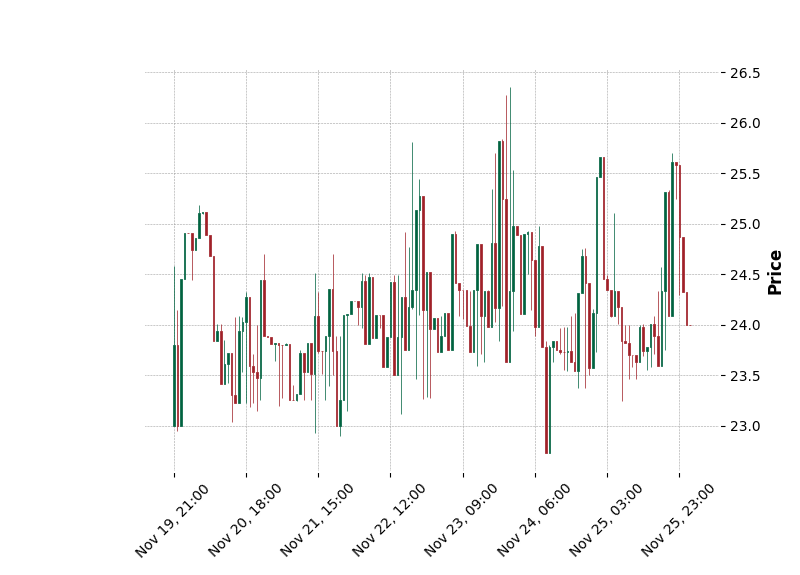 26.5
26.0
25.5
25.0
24.5
24.0
23.5
23.0
Price
Nov 19, 21:00
Nov 20, 18:00
Nov 21, 15:00
Nov 22, 12:00
Nov 23, 09:00
Nov 24, 06:00
Nov 25, 03:00
Nov 25, 23:00